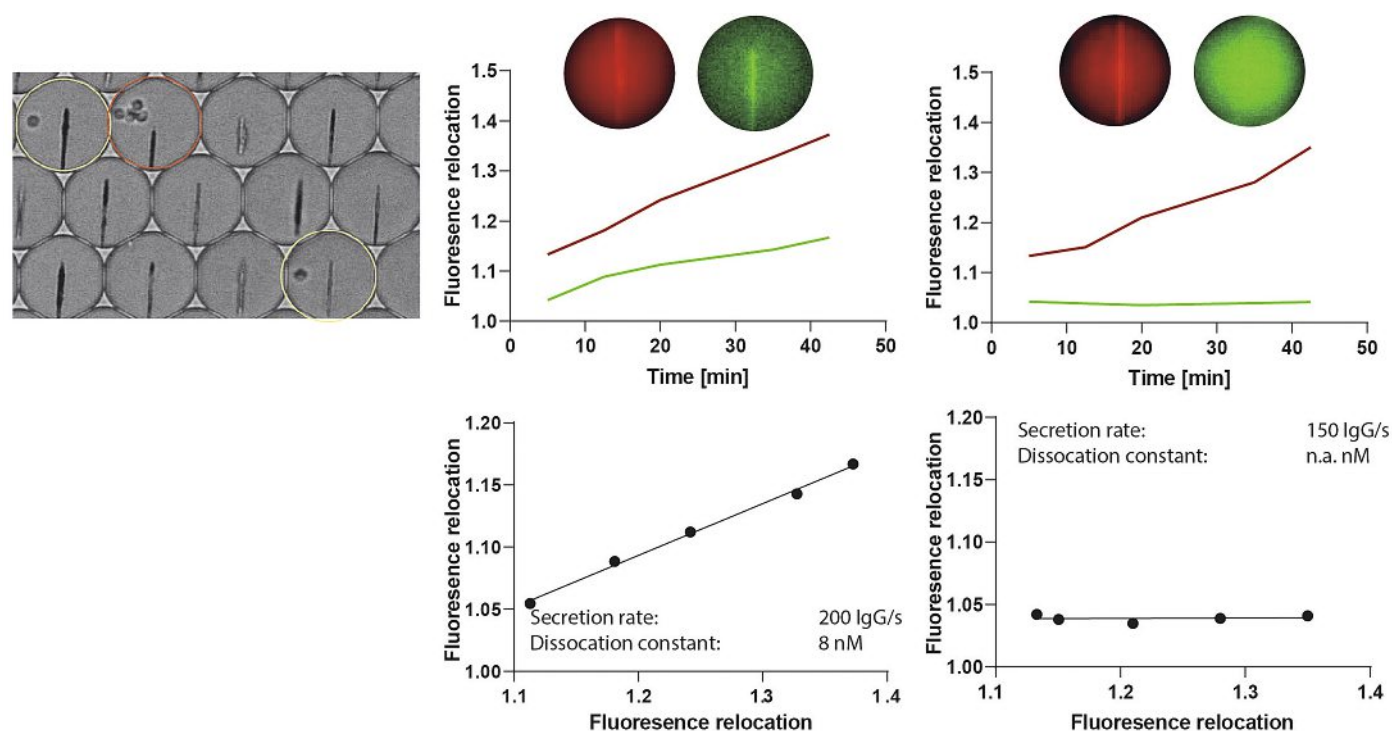 Fluoresence relocation
1.5
1.4
1.3
1.2
1.1
1.0
0 10 20 30 40 50
Time [min]
Fluoresence relocation
1.5
1.4
1.3
1.2
1.1
1.0
0 10 20 30 40 50
Time [min]
Fluoresence relocation
1.20
1.15
1.10
1.05
1.00
Secretion rate: 200 IgG/s
Dissocation constant: 8 nM
1.1 1.2 1.3 1.4
Fluoresence relocation
Fluoresence relocation
1.20
1.15
1.10
1.05
1.00
Secretion rate: 150 IgG/s
Dissocation constant: n.a. nM
1.1 1.2 1.3 1.4
Fluoresence relocation